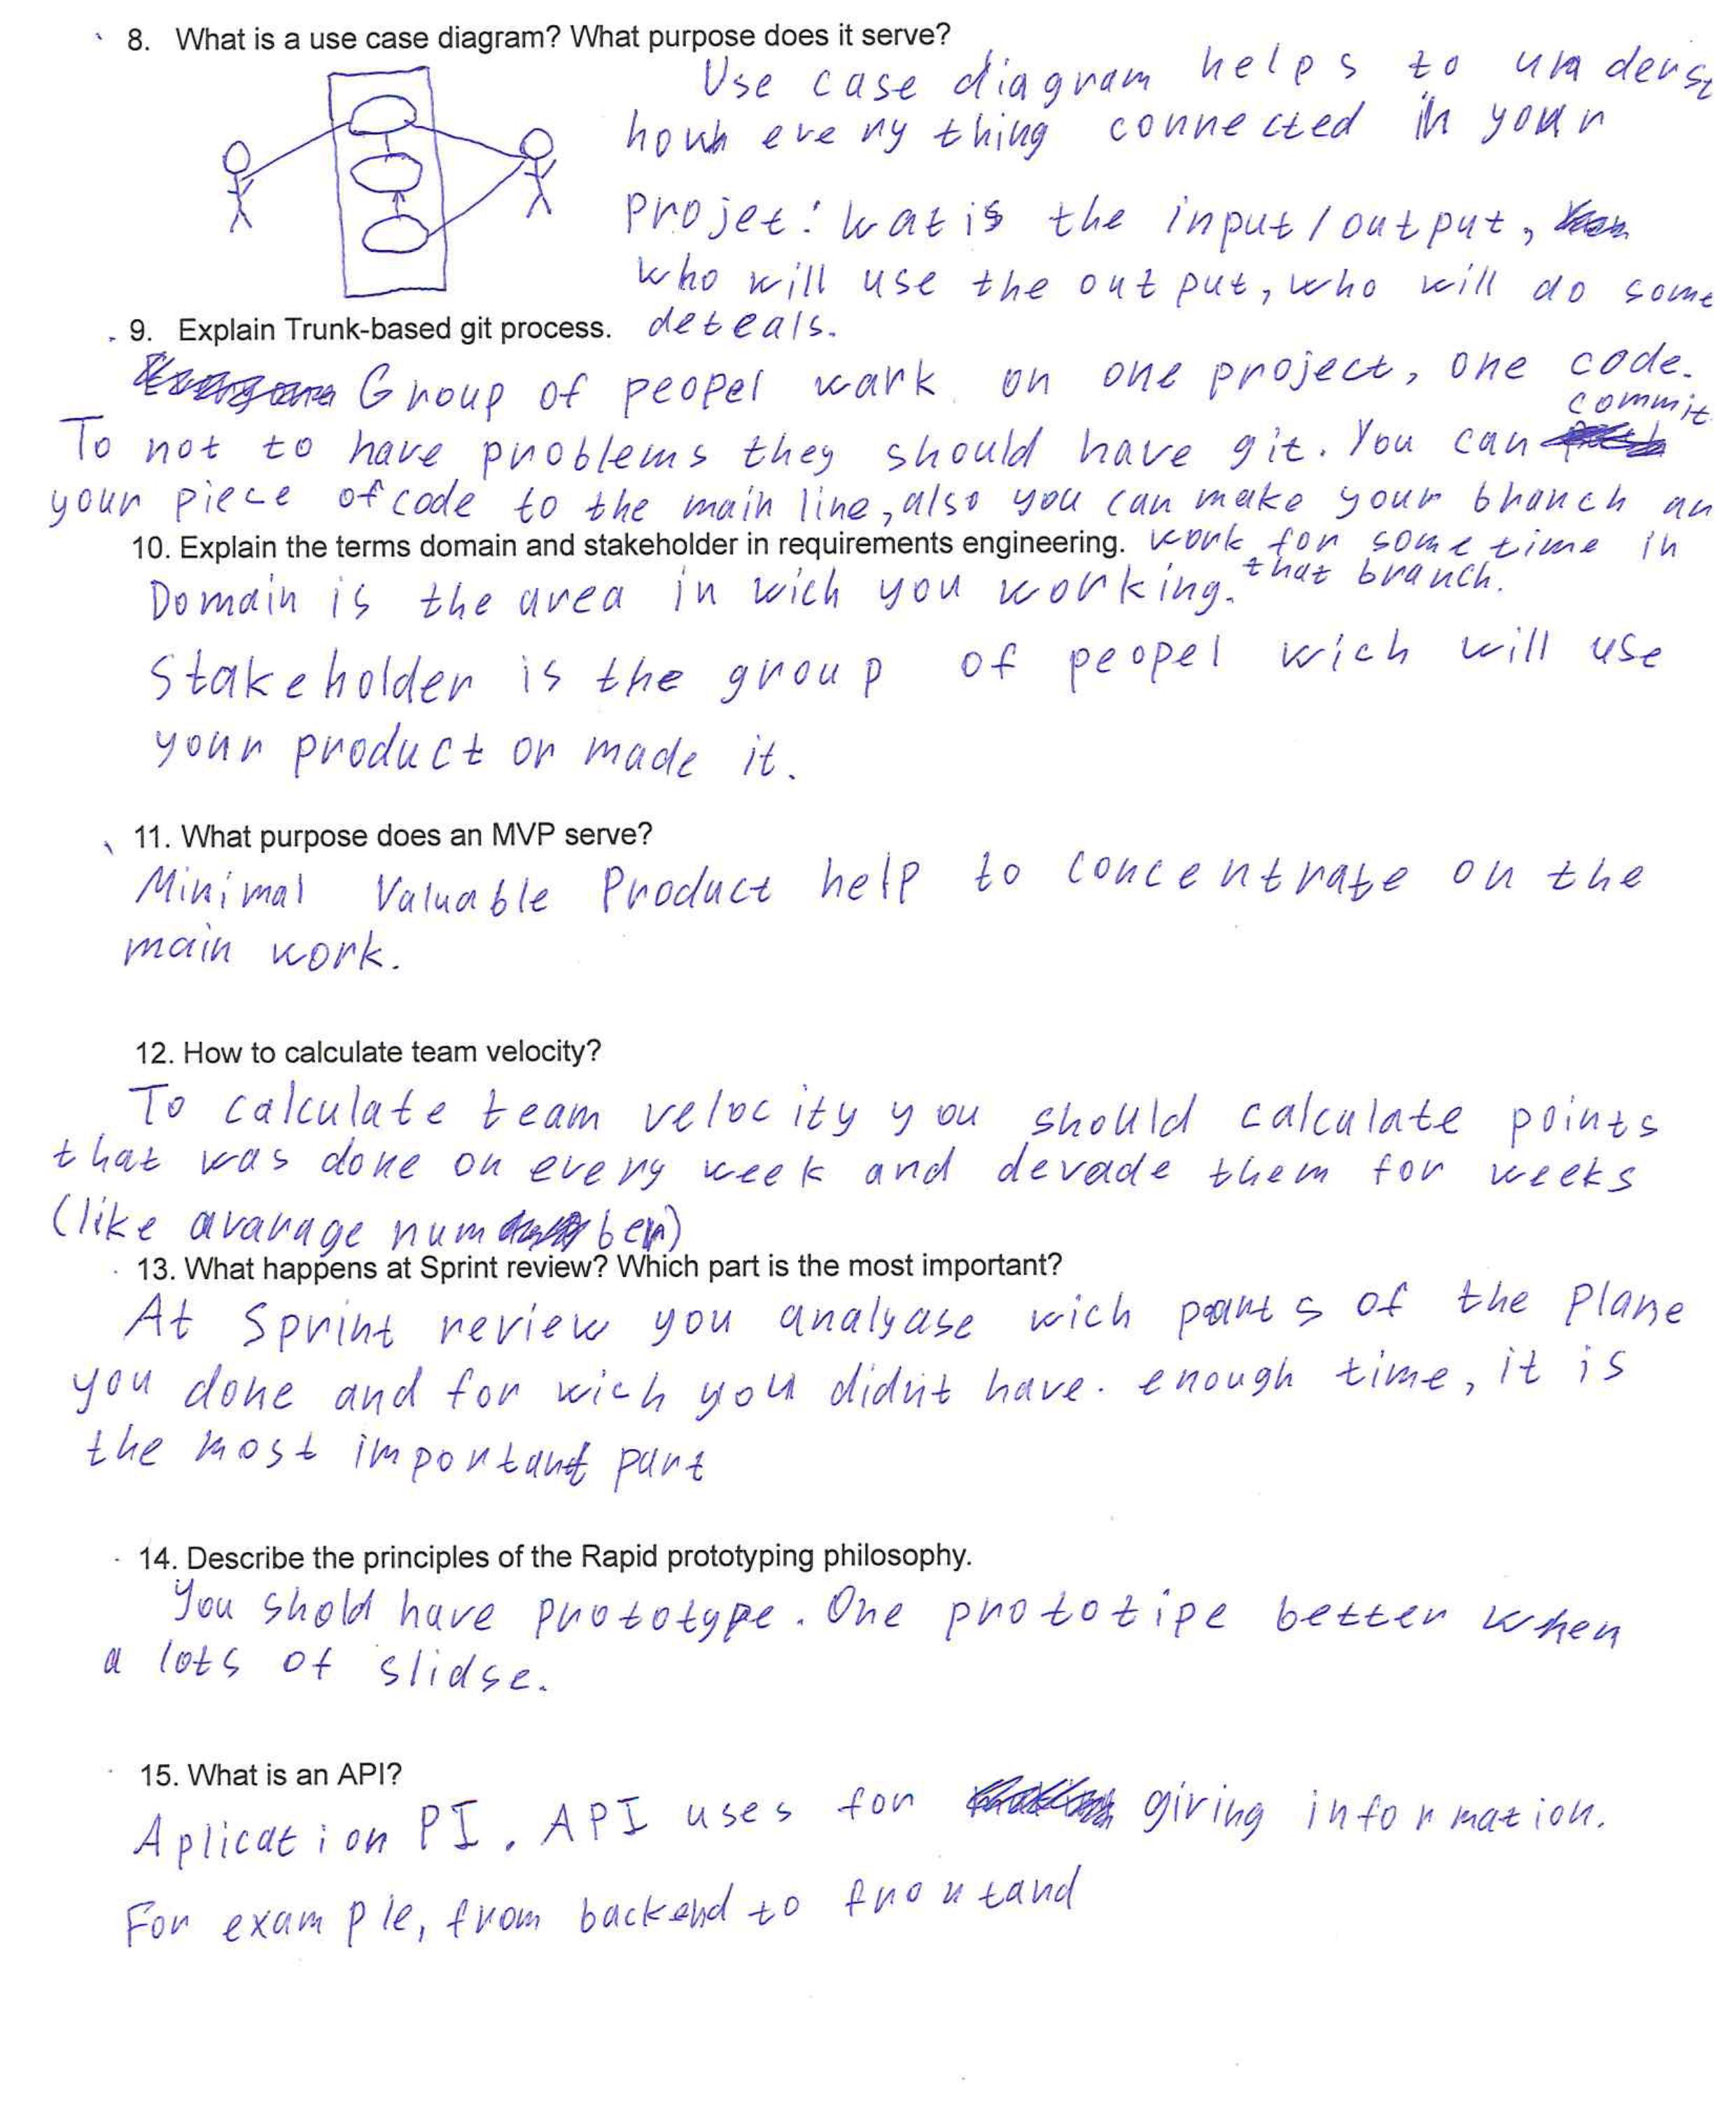 8. What is a use case diagram? What purpose does it serve?
Use case diagram helps to underst
how every thing connected in your
projet: wat is the input/output,
who will use the output, who will do some
deteals.
9. Explain Trunk-based git process.
Group of peopel wark on one project, one code.
commit
To not to have problems they should have git. You can
your piece of code to the main line, also you can make your branch an
10. Explain the terms domain and stakeholder in requirements engineering. work for some time in
that branch.
Domain is the area in wich you working.
Stakeholder is the group of peopel wich will use
your product or made it.
11. What purpose does an MVP serve?
Minimal Valuable Product help to concentrate on the
main work.
12. How to calculate team velocity?
To calculate team velocity you should calculate points
that was done on every week and devade them for weeks
(like avarage number)
13. What happens at Sprint review? Which part is the most important?
At Sprint review you analyase wich parts of the plane
you done and for wich you didn't have. enough time, it is
the most important part
14. Describe the principles of the Rapid prototyping philosophy.
You shold have prototype. One prototipe better when
a lots of slidse.
15. What is an API?
Aplication PI. API uses for giving information.
For example, from backend to frontand